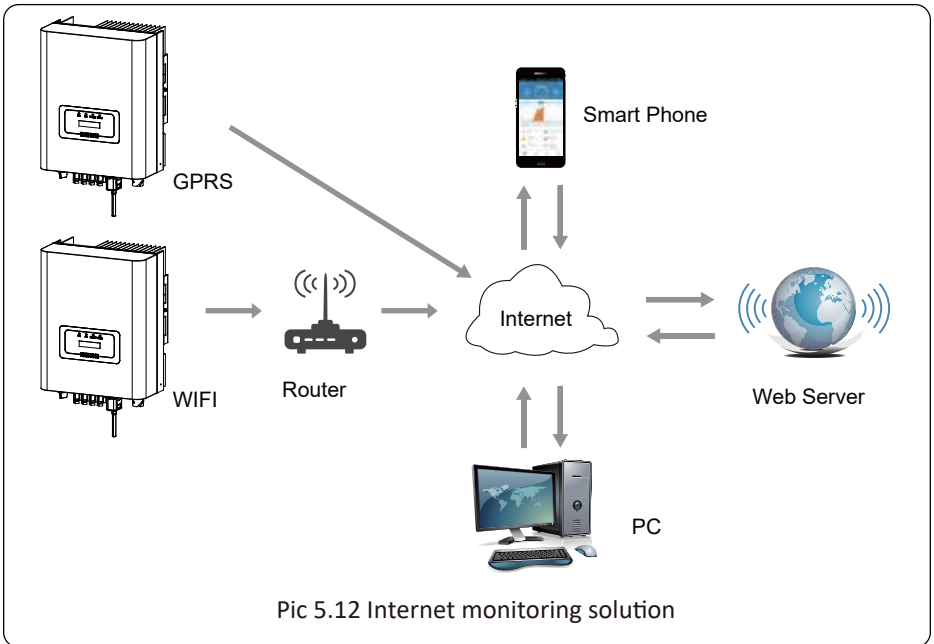 Smart Phone
GPRS
Internet
WIFI
Router
Web Server
PC
Pic 5.12 Internet monitoring solution